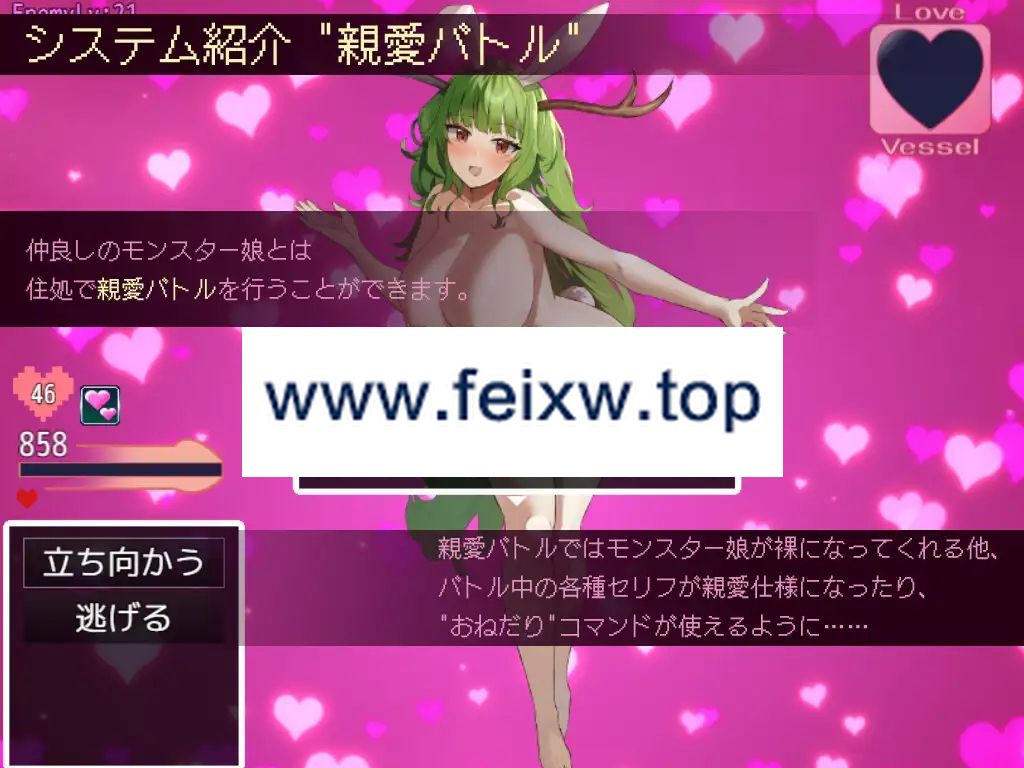 EnemyLv:21
システム紹介 "親愛バトル"
Love
Vessel
仲良しのモンスター娘とは
住処で親愛バトルを行うことができます。
www.feixw.top
46
858
立ち向かう
逃げる
親愛バトルではモンスター娘が裸になってくれる他、
バトル中の各種セリフが親愛仕様になったり、
"おねだり"コマンドが使えるように……